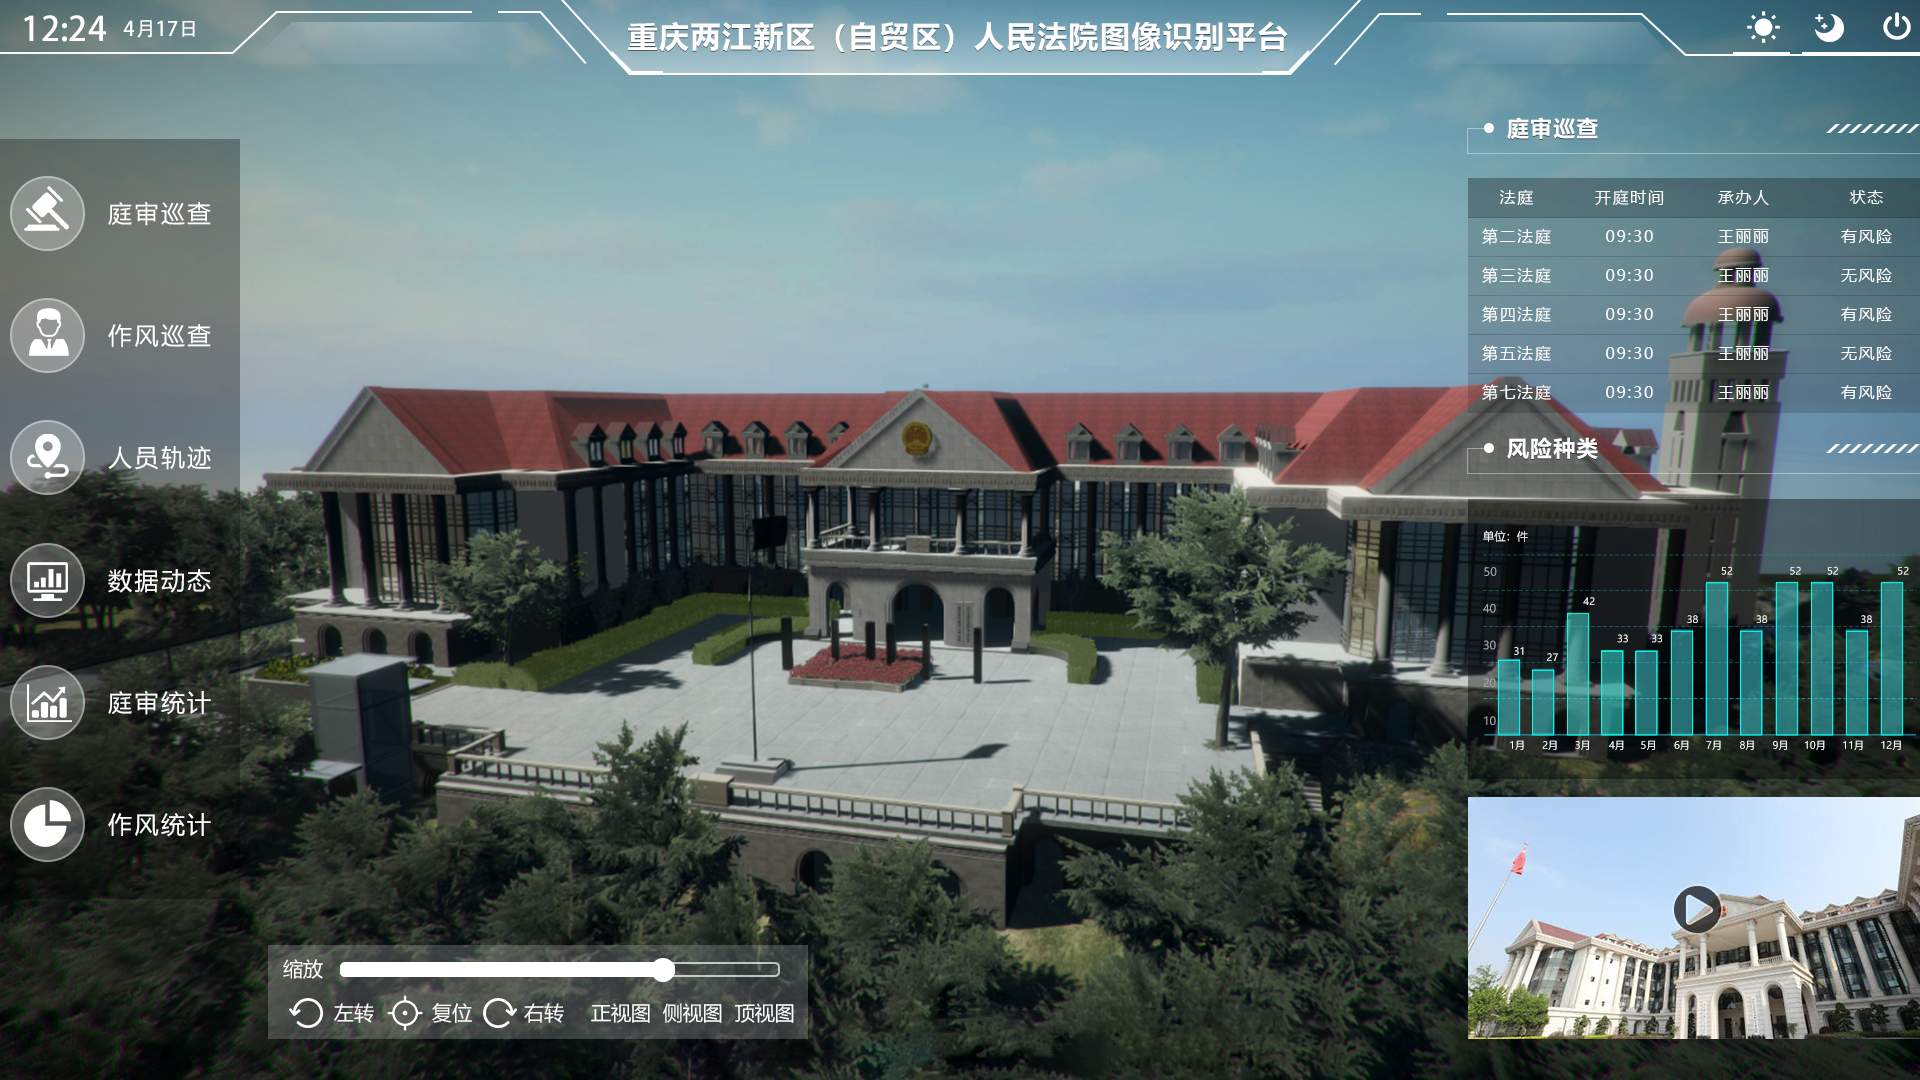 12:24 4月17日
重庆两江新区（自贸区）人民法院图像识别平台
庭审巡查
作风巡查
人员轨迹
数据动态
庭审统计
作风统计
庭审巡查
法庭 开庭时间 承办人 状态
第二法庭 09:30 王丽丽 有风险
第三法庭 09:30 王丽丽 无风险
第四法庭 09:30 王丽丽 有风险
第五法庭 09:30 王丽丽 无风险
第七法庭 09:30 王丽丽 有风险
风险种类
单位：件
50
40
30
20
10
31 27 42 33 33 38 52 38 52 52 38 52
1月 2月 3月 4月 5月 6月 7月 8月 9月 10月 11月 12月
缩放
左转 复位 右转 正视图 侧视图 顶视图